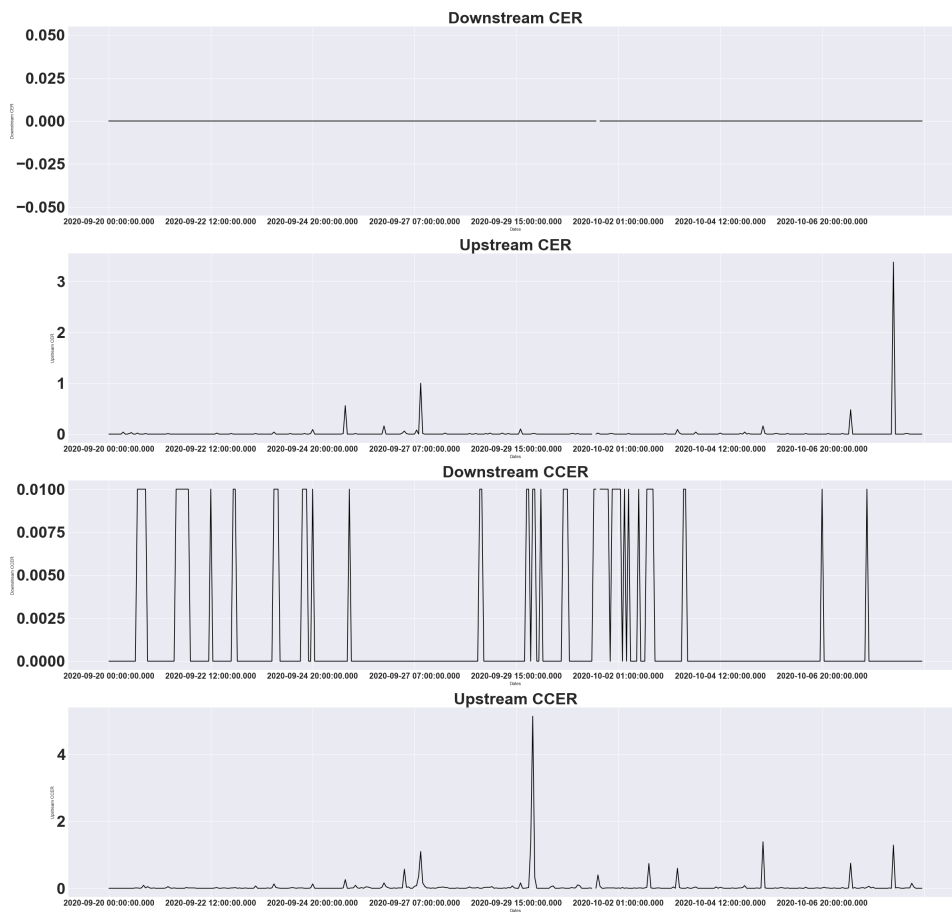 Downstream CER
0.050
0.025
0.000
−0.025
−0.050
Downstream CER
2020-09-20 00:00:00.000 2020-09-22 12:00:00.000 2020-09-24 20:00:00.000 2020-09-27 07:00:00.000 2020-09-29 15:00:00.000 2020-10-02 01:00:00.000 2020-10-04 12:00:00.000 2020-10-06 20:00:00.000
Dates
Upstream CER
3
2
1
0
Upstream CER
2020-09-20 00:00:00.000 2020-09-22 12:00:00.000 2020-09-24 20:00:00.000 2020-09-27 07:00:00.000 2020-09-29 15:00:00.000 2020-10-02 01:00:00.000 2020-10-04 12:00:00.000 2020-10-06 20:00:00.000
Dates
Downstream CCER
0.0100
0.0075
0.0050
0.0025
0.0000
Downstream CCER
2020-09-20 00:00:00.000 2020-09-22 12:00:00.000 2020-09-24 20:00:00.000 2020-09-27 07:00:00.000 2020-09-29 15:00:00.000 2020-10-02 01:00:00.000 2020-10-04 12:00:00.000 2020-10-06 20:00:00.000
Dates
Upstream CCER
4
2
0
Upstream CCER
2020-09-20 00:00:00.000 2020-09-22 12:00:00.000 2020-09-24 20:00:00.000 2020-09-27 07:00:00.000 2020-09-29 15:00:00.000 2020-10-02 01:00:00.000 2020-10-04 12:00:00.000 2020-10-06 20:00:00.000
Dates